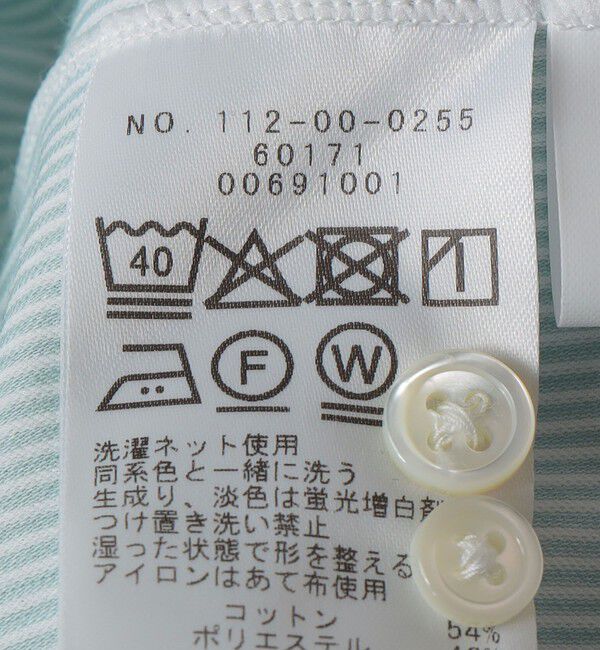 NO. 112-00-0255
60171
00691001
40
F W
洗濯ネット使用
同系色と一緒に洗う
生成り、淡色は蛍光増白剤
つけ置き洗い禁止
湿った状態で形を整える
アイロンはあて布使用
コットン 54%
ポリエステル